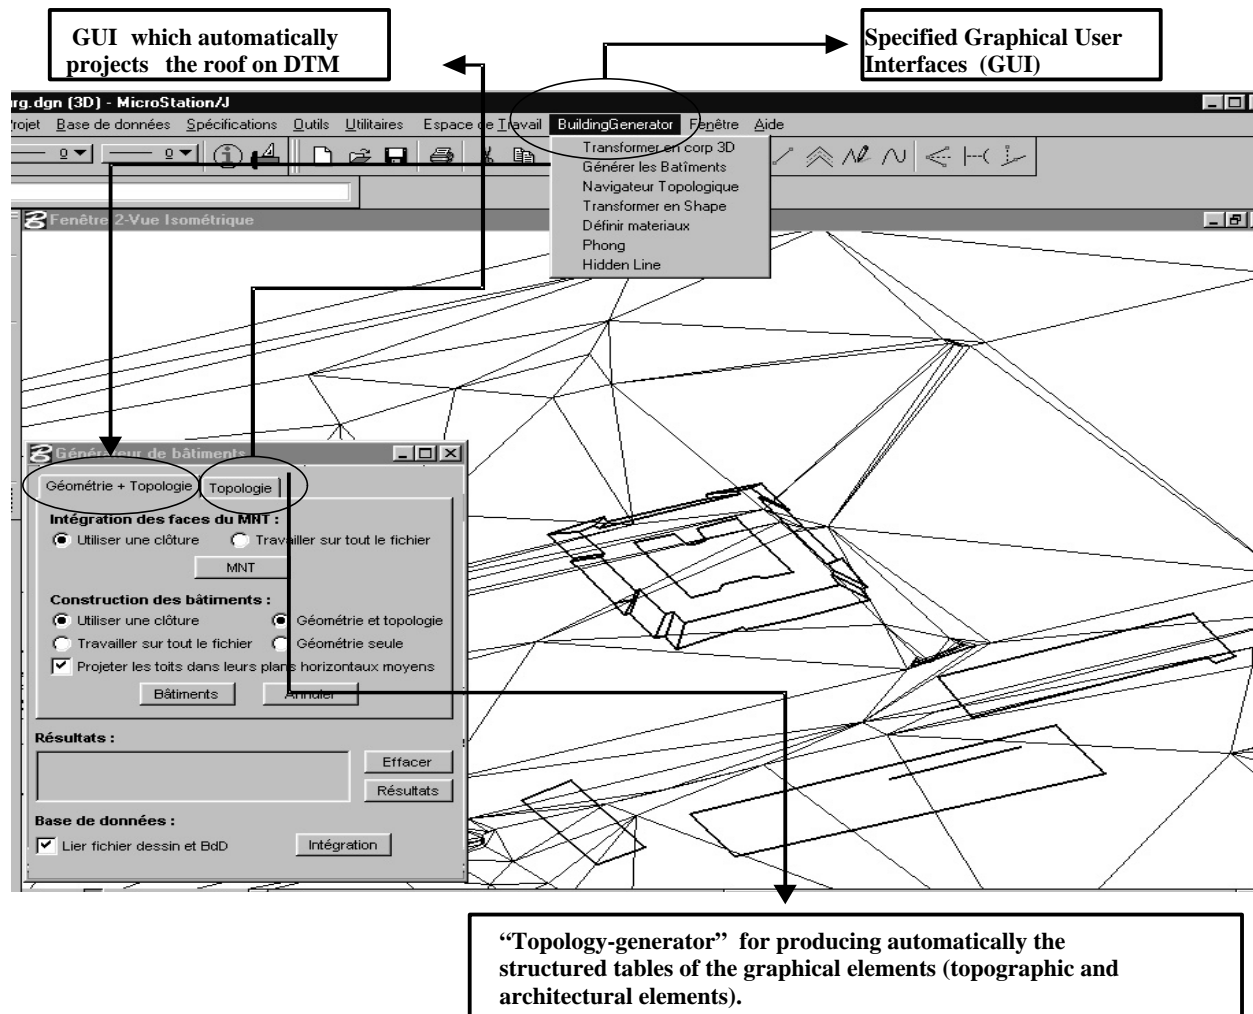 GUI which automatically
projects the roof on DTM
Specified Graphical User
Interfaces (GUI)
rg.dgn (3D) - MicroStation/J
rojet Base de données Spécifications Outils Utilitaires Espace de Travail BuildingGenerator Fenêtre Aide
0 0
Transformer en corp 3D
Générer les Batîments
Navigateur Topologique
Transformer en Shape
Définir materiaux
Phong
Hidden Line
Fenêtre 2-Vue Isométrique
Générateur de bâtiments
Géométrie + Topologie Topologie
Intégration des faces du MNT :
Utiliser une clôture Travailler sur tout le fichier
MNT
Construction des bâtiments :
Utiliser une clôture Géométrie et topologie
Travailler sur tout le fichier Géométrie seule
Projeter les toits dans leurs plans horizontaux moyens
Bâtiments Annuler
Résultats :
Effacer
Résultats
Base de données :
Lier fichier dessin et BdD Intégration
“Topology-generator” for producing automatically the
structured tables of the graphical elements (topographic and
architectural elements).